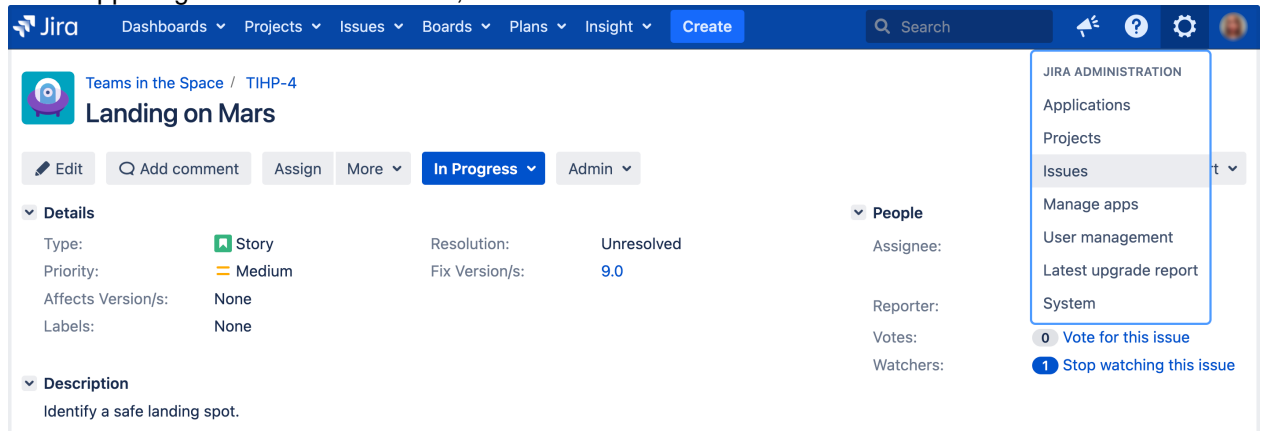 Jira Dashboards Projects Issues Boards Plans Insight Create Search
Teams in the Space / TIHP-4
Landing on Mars
Edit Add comment Assign More In Progress Admin
JIRA ADMINISTRATION
Applications
Projects
Issues
Manage apps
User management
Latest upgrade report
System
Details
Type: Story
Priority: Medium
Affects Version/s: None
Labels: None
Resolution: Unresolved
Fix Version/s: 9.0
People
Assignee:
Reporter:
Votes: 0 Vote for this issue
Watchers: 1 Stop watching this issue
Description
Identify a safe landing spot.